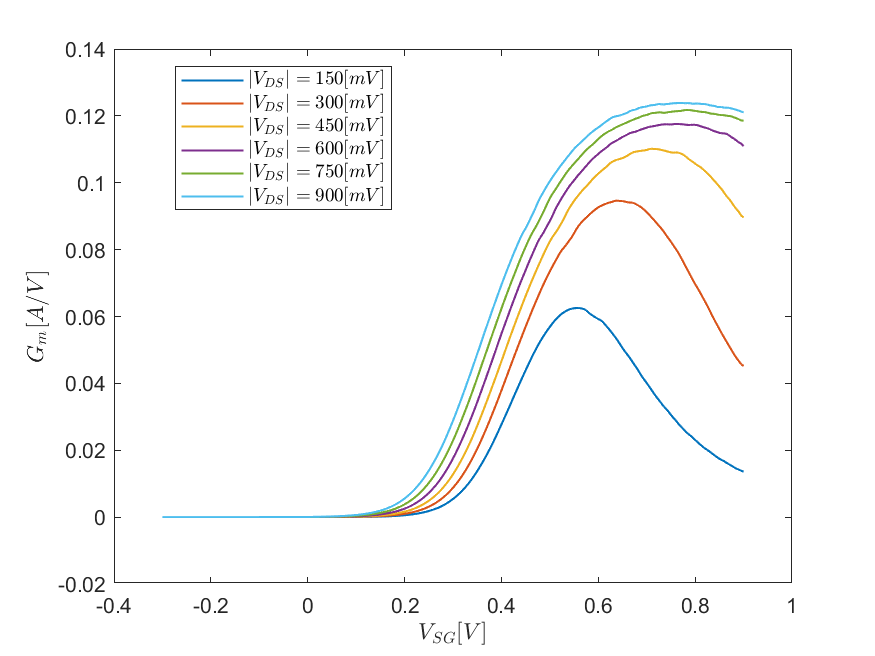 0.14
0.12
0.1
0.08
0.06
0.04
0.02
0
-0.02
G_m[A/V]
|V_{DS}| = 150[mV]
|V_{DS}| = 300[mV]
|V_{DS}| = 450[mV]
|V_{DS}| = 600[mV]
|V_{DS}| = 750[mV]
|V_{DS}| = 900[mV]
-0.4 -0.2 0 0.2 0.4 0.6 0.8 1
V_{SG}[V]